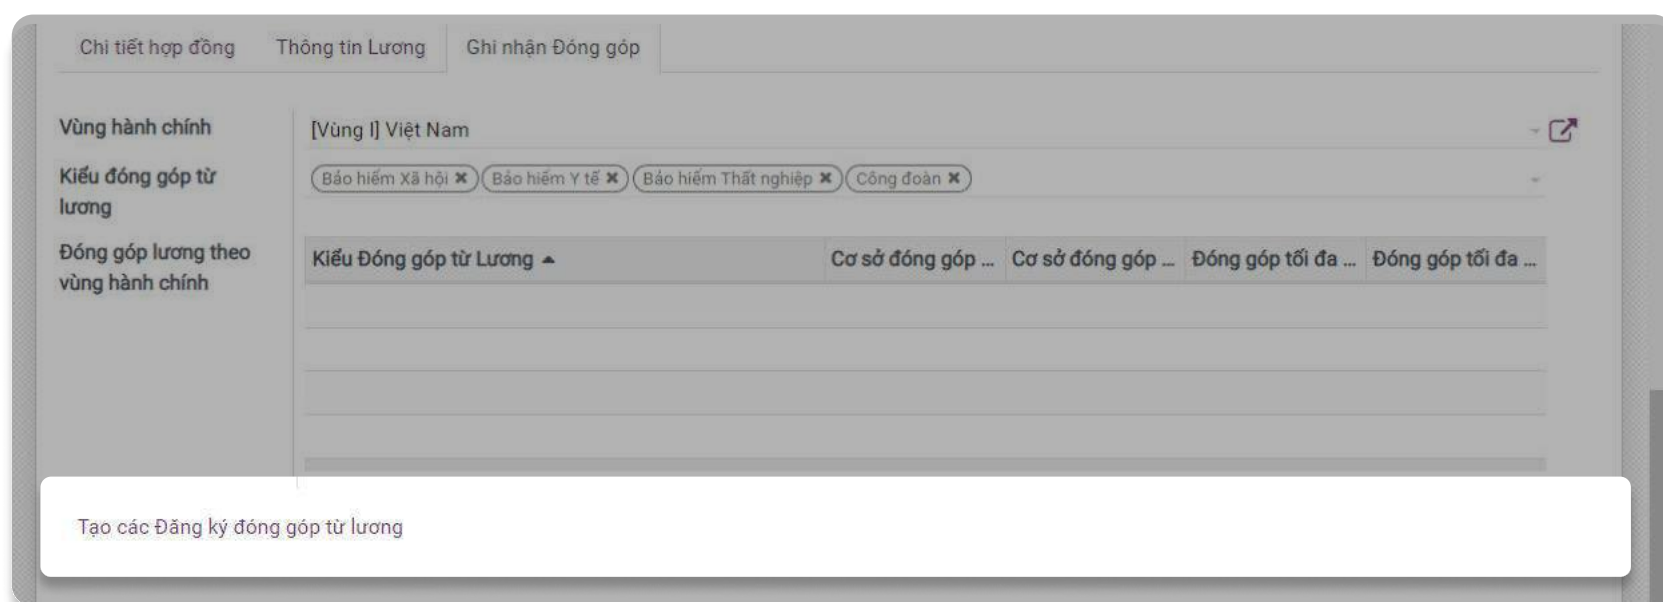 Chi tiết hợp đồng Thông tin Lương Ghi nhận Đóng góp
Vùng hành chính [Vùng I] Việt Nam
Kiểu đóng góp từ lương Bảo hiểm Xã hội ✖ Bảo hiểm Y tế ✖ Bảo hiểm Thất nghiệp ✖ Công đoàn ✖
Đóng góp lương theo vùng hành chính
Kiểu Đóng góp từ Lương Cơ sở đóng góp ... Cơ sở đóng góp ... Đóng góp tối đa ... Đóng góp tối đa ...
Tạo các Đăng ký đóng góp từ lương